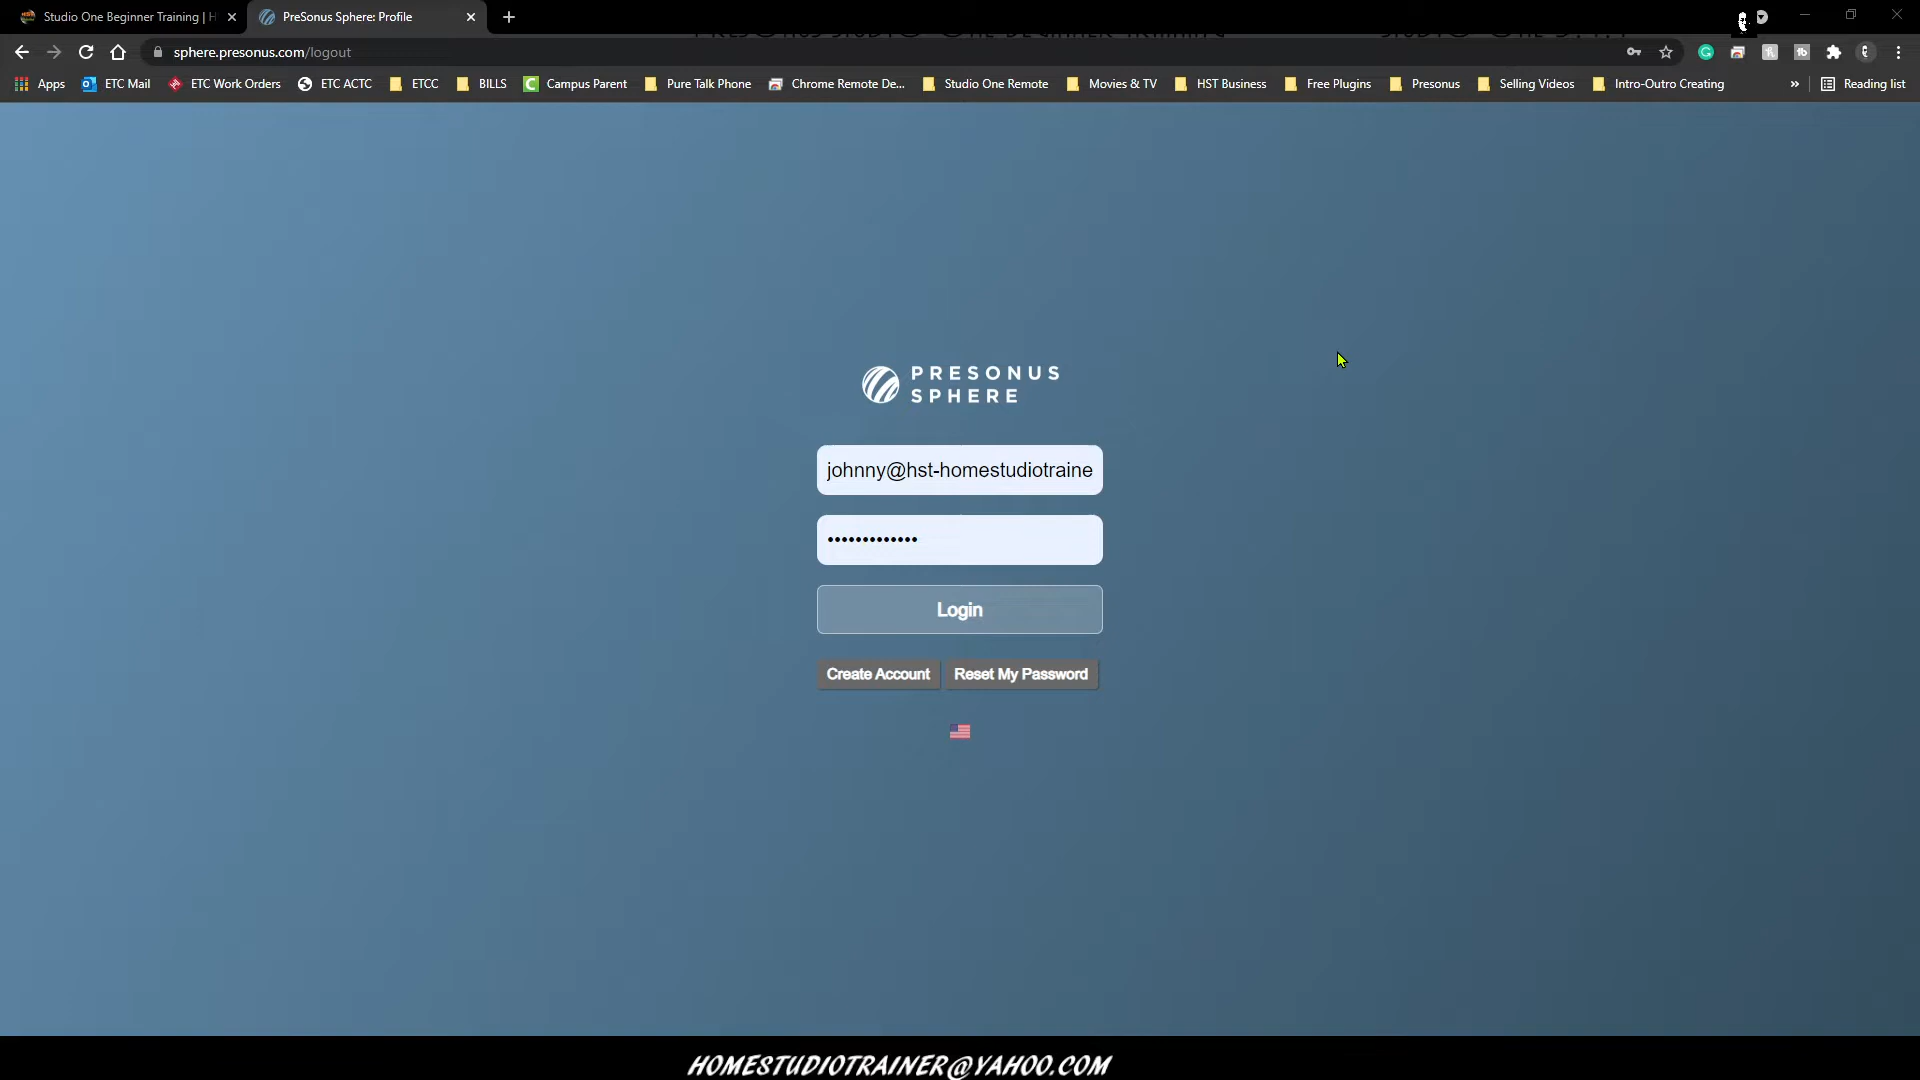 Studio One Beginner Training | H
PreSonus Sphere: Profile
sphere.presonus.com/logout
Apps
ETC Mail
ETC Work Orders
ETC ACTC
ETCC
BILLS
Campus Parent
Pure Talk Phone
Chrome Remote De...
Studio One Remote
Movies & TV
HST Business
Free Plugins
Presonus
Selling Videos
Intro-Outro Creating
»
Reading list
PRESONUS
SPHERE
johnny@hst-homestudiotraine
•••••••••••••
Login
Create Account
Reset My Password
HOMESTUDIOTRAINER@YAHOO.COM